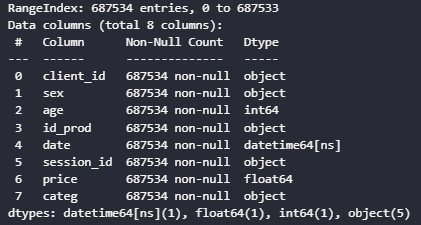 RangeIndex: 687534 entries, 0 to 687533
Data columns (total 8 columns):
 #   Column      Non-Null Count   Dtype
---  ------      --------------   -----
 0   client_id   687534 non-null  object
 1   sex         687534 non-null  object
 2   age         687534 non-null  int64
 3   id_prod     687534 non-null  object
 4   date        687534 non-null  datetime64[ns]
 5   session_id  687534 non-null  object
 6   price       687534 non-null  float64
 7   categ       687534 non-null  object
dtypes: datetime64[ns](1), float64(1), int64(1), object(5)